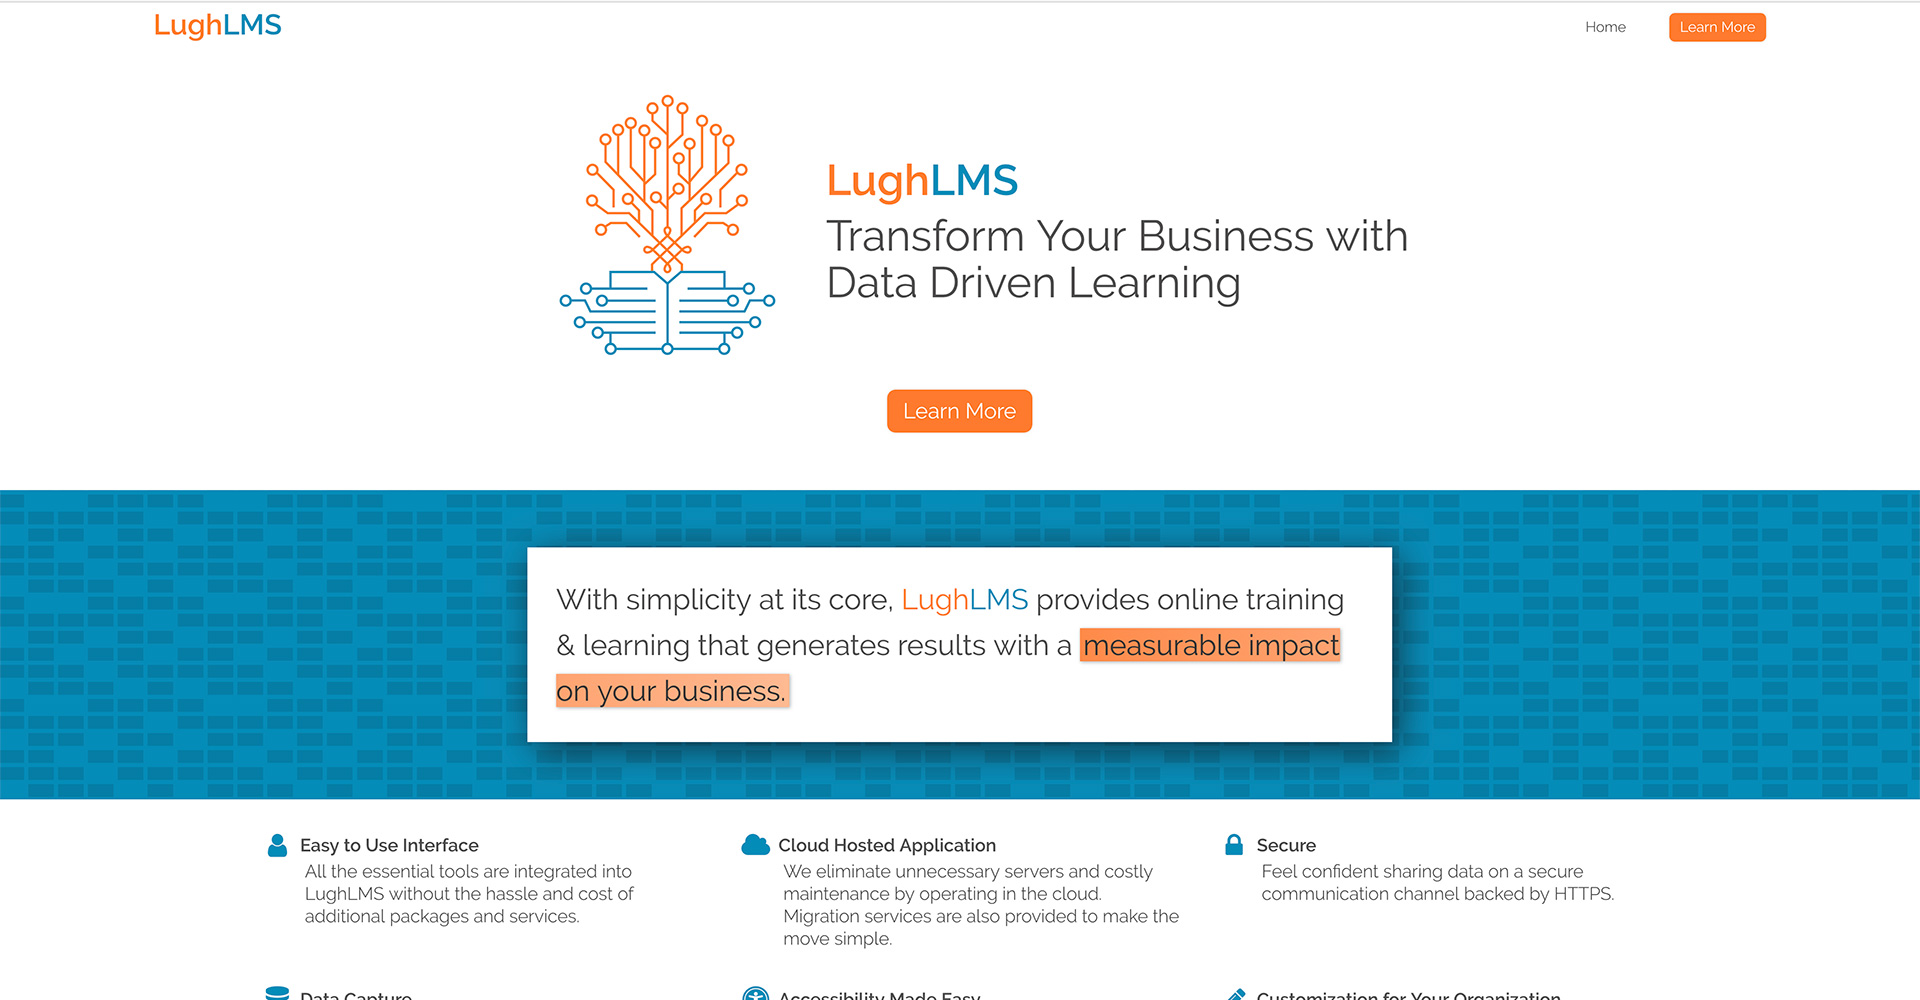 LughLMS
Home
Learn More
LughLMS
Transform Your Business with
Data Driven Learning
Learn More
With simplicity at its core, LughLMS provides online training
& learning that generates results with a measurable impact
on your business.
Easy to Use Interface
All the essential tools are integrated into
LughLMS without the hassle and cost of
additional packages and services.
Cloud Hosted Application
We eliminate unnecessary servers and costly
maintenance by operating in the cloud.
Migration services are also provided to make the
move simple.
Secure
Feel confident sharing data on a secure
communication channel backed by HTTPS.
Data Capture
Accessibility Made Easy
Customization for Your Organization